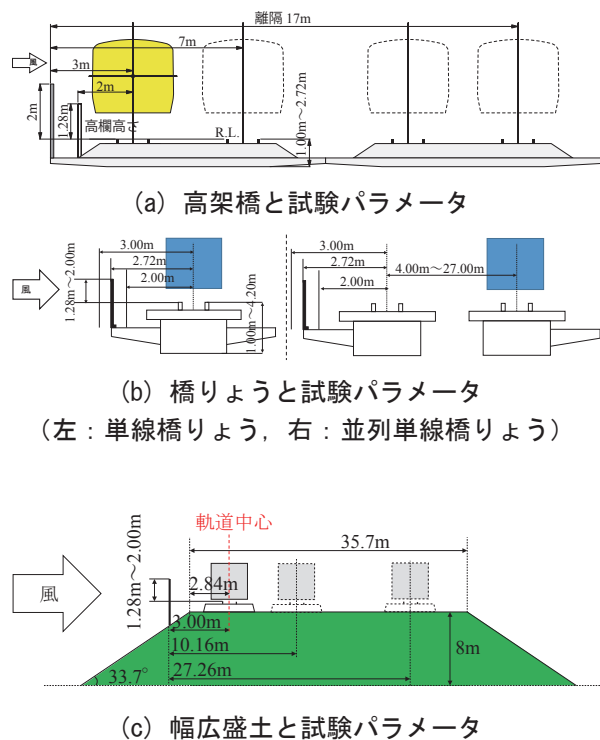 離隔 17m
7m
風
3m
2m
2m
1.28m
高欄高さ
R.L.
1.00m〜2.72m
(a) 高架橋と試験パラメータ
3.00m
2.72m
2.00m
風
1.28m〜2.00m
1.00m〜4.20m
3.00m
2.72m
4.00m〜27.00m
2.00m
(b) 橋りょうと試験パラメータ
(左：単線橋りょう，右：並列単線橋りょう)
軌道中心
35.7m
1.28m〜2.00m
2.84m
風
3.00m
10.16m
8m
27.26m
33.7°
(c) 幅広盛土と試験パラメータ